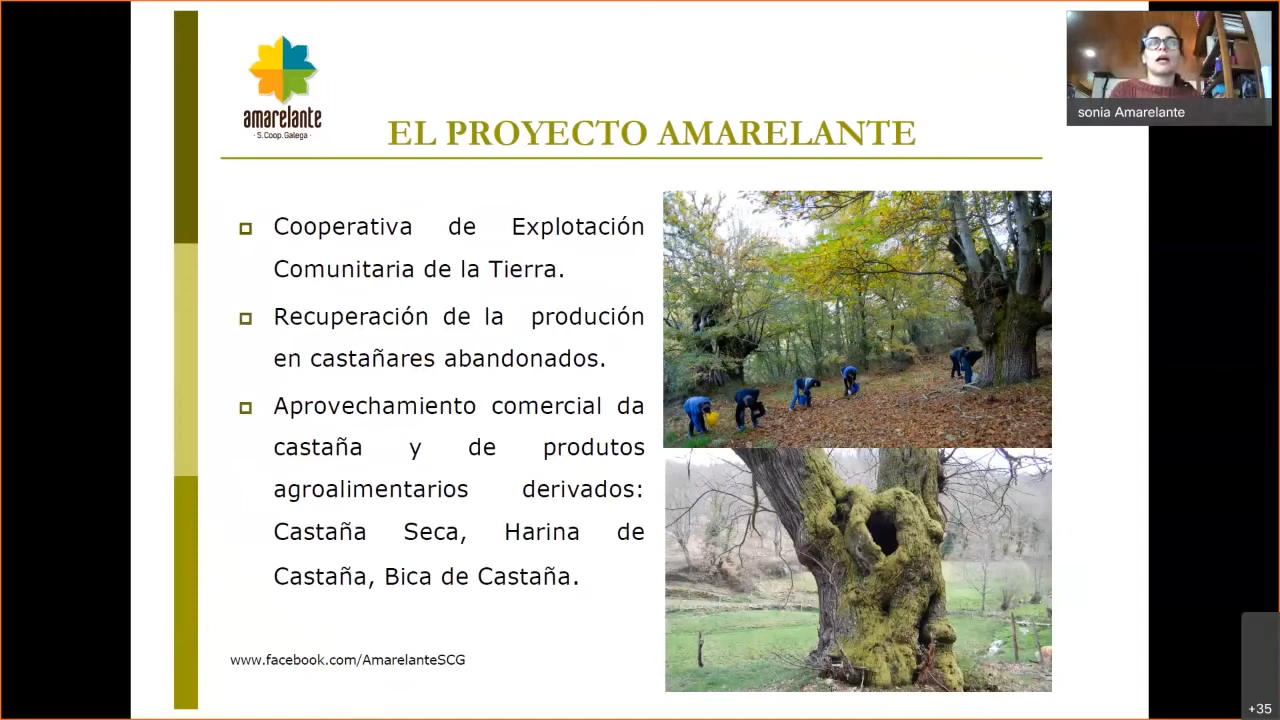 amarelante
· S.Coop.Galega ·
EL PROYECTO AMARELANTE
Cooperativa de Explotación
Comunitaria de la Tierra.
Recuperación de la produción
en castañares abandonados.
Aprovechamiento comercial da
castaña y de produtos
agroalimentarios derivados:
Castaña Seca, Harina de
Castaña, Bica de Castaña.
www.facebook.com/AmarelanteSCG
sonia Amarelante
+35